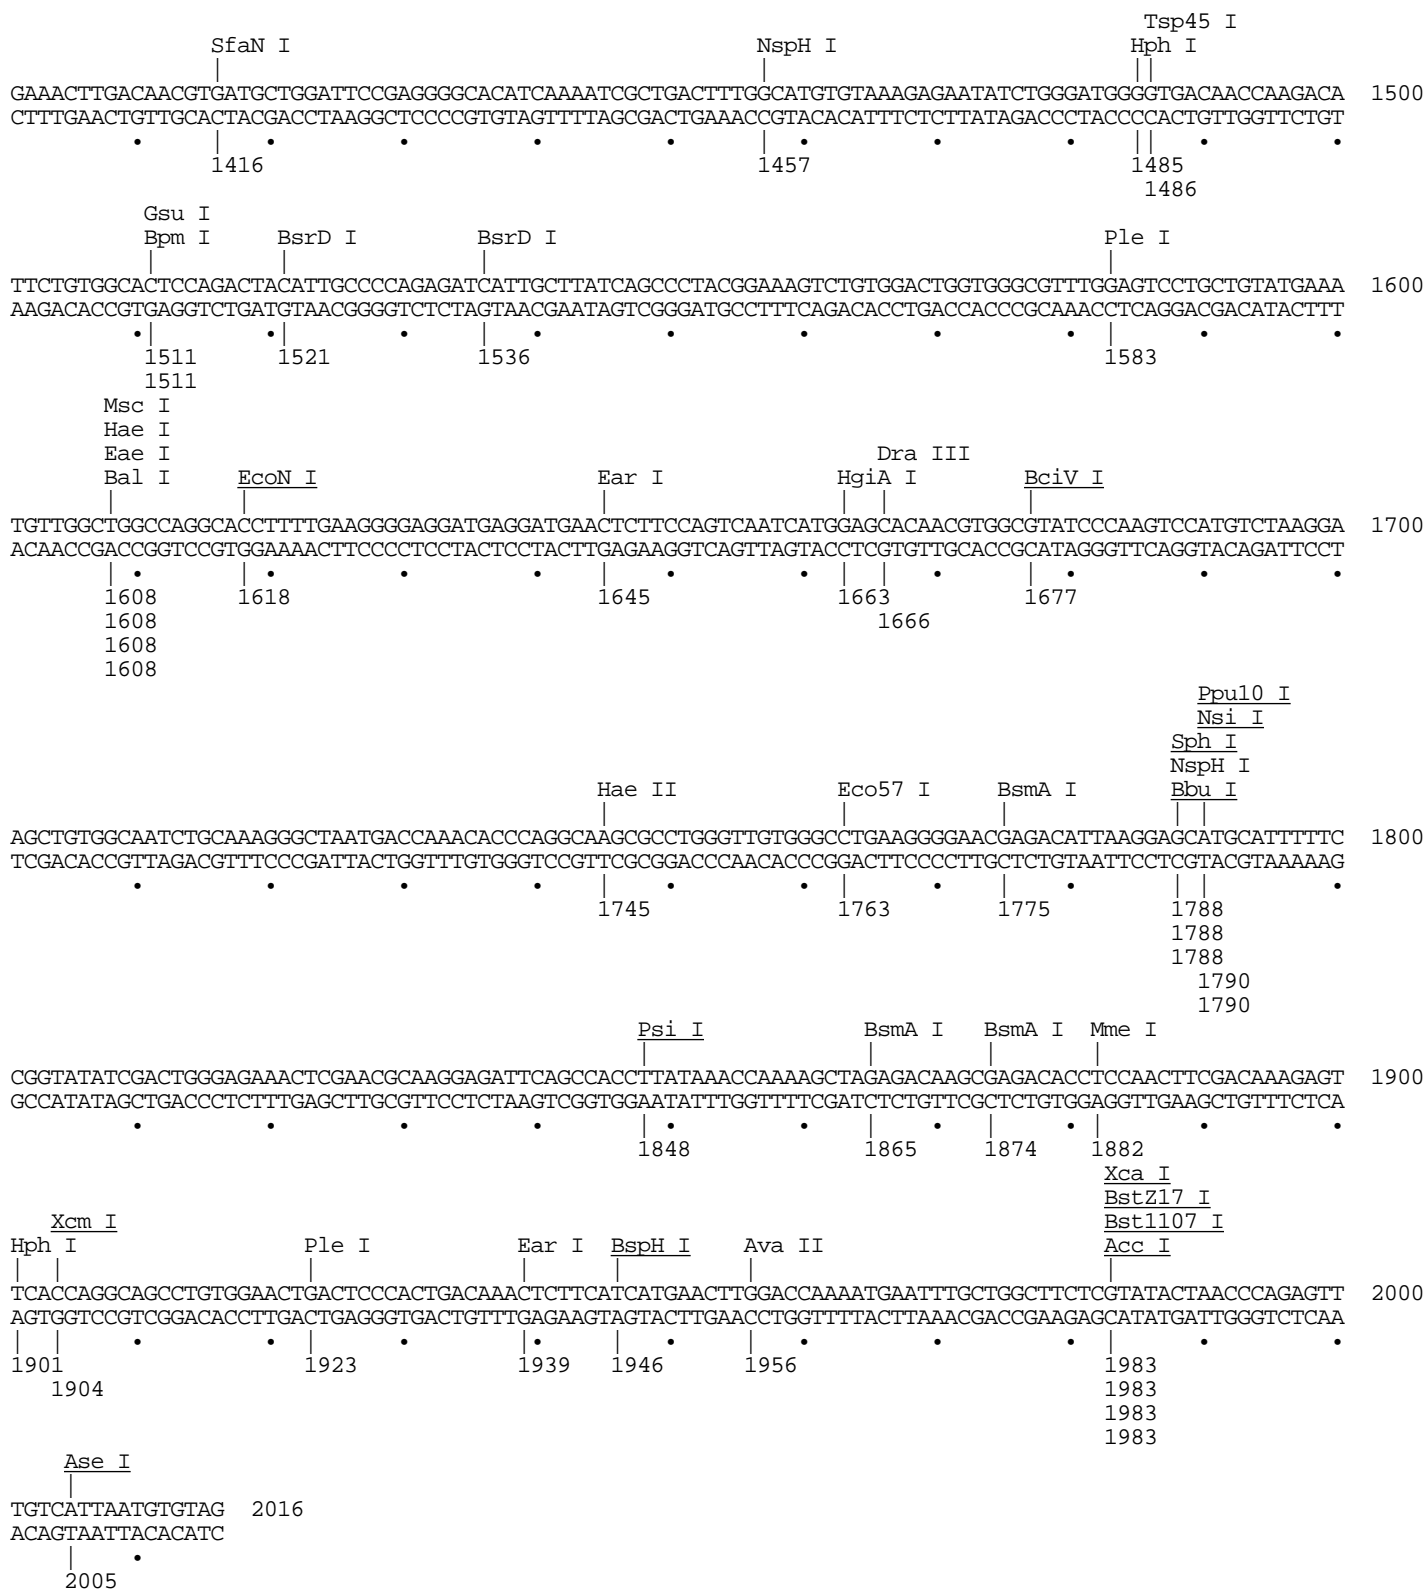 Tsp45 I
SfaN I NspH I Hph I
GAAACTTGACAACGTGATGCTGGATTCCGAGGGGCACATCAAAATCGCTGACTTTGGCATGTGTAAAGAGAATATCTGGGATGGGGTGACAACCAAGACA 1500
CTTTGAACTGTTGCACTACGACCTAAGGCTCCCCGTGTAGTTTTAGCGACTGAAACCGTACACATTTCTCTTATAGACCCTACCCCACTGTTGGTTCTGT
1416 1457 1485
1486
Gsu I
Bpm I BsrD I BsrD I Ple I
TTCTGTGGCACTCCAGACTACATTGCCCCAGAGATCATTGCTTATCAGCCCTACGGAAAGTCTGTGGACTGGTGGGCGTTTGGAGTCCTGCTGTATGAAA 1600
AAGACACCGTGAGGTCTGATGTAACGGGGTCTCTAGTAACGAATAGTCGGGATGCCTTTCAGACACCTGACCACCCGCAAACCTCAGGACGACATACTTT
1511 1521 1536 1583
1511
Msc I
Hae I
Eae I Dra III
Bal I EcoN I Ear I HgiA I BciV I
TGTTGGCTGGCCAGGCACCTTTTGAAGGGGAGGATGAGGATGAACTCTTCCAGTCAATCATGGAGCACAACGTGGCGTATCCCAAGTCCATGTCTAAGGA 1700
ACAACCGACCGGTCCGTGGAAAACTTCCCCTCCTACTCCTACTTGAGAAGGTCAGTTAGTACCTCGTGTTGCACCGCATAGGGTTCAGGTACAGATTCCT
1608 1618 1645 1663 1677
1608 1666
1608
1608
Ppu10 I
Nsi I
Sph I
NspH I
Hae II Eco57 I BsmA I Bbu I
AGCTGTGGCAATCTGCAAAGGGCTAATGACCAAACACCCAGGCAAGCGCCTGGGTTGTGGGCCTGAAGGGGAACGAGACATTAAGGAGCATGCATTTTTC 1800
TCGACACCGTTAGACGTTTCCCGATTACTGGTTTGTGGGTCCGTTCGCGGACCCAACACCCGGACTTCCCCTTGCTCTGTAATTCCTCGTACGTAAAAAG
1745 1763 1775 1788
1788
1788
1790
1790
Psi I BsmA I BsmA I Mme I
CGGTATATCGACTGGGAGAAACTCGAACGCAAGGAGATTCAGCCACCTTATAAACCAAAAGCTAGAGACAAGCGAGACACCTCCAACTTCGACAAAGAGT 1900
GCCATATAGCTGACCCTCTTTGAGCTTGCGTTCCTCTAAGTCGGTGGAATATTTGGTTTTCGATCTCTGTTCGCTCTGTGGAGGTTGAAGCTGTTTCTCA
1848 1865 1874 1882
Xca I
Xcm I BstZ17 I
Bst1107 I
Hph I Ple I Ear I BspH I Ava II Acc I
TCACCAGGCAGCCTGTGGAACTGACTCCCACTGACAAACTCTTCATCATGAACTTGGACCAAAATGAATTTGCTGGCTTCTCGTATACTAACCCAGAGTT 2000
AGTGGTCCGTCGGACACCTTGACTGAGGGTGACTGTTTGAGAAGTAGTACTTGAACCTGGTTTTACTTAAACGACCGAAGAGCATATGATTGGGTCTCAA
1901 1923 1939 1946 1956 1983
1904 1983
1983
1983
Ase I
TGTCATTAATGTGTAG 2016
ACAGTAATTACACATC
2005